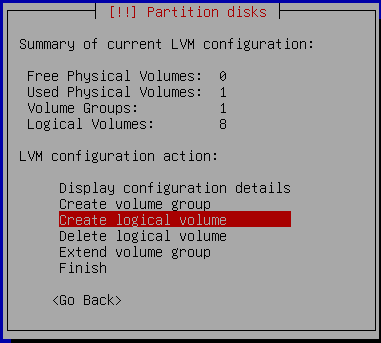 [!!] Partition disks
Summary of current LVM configuration:
Free Physical Volumes: 0
Used Physical Volumes: 1
Volume Groups: 1
Logical Volumes: 8
LVM configuration action:
Display configuration details
Create volume group
Create logical volume
Delete logical volume
Extend volume group
Finish
<Go Back>